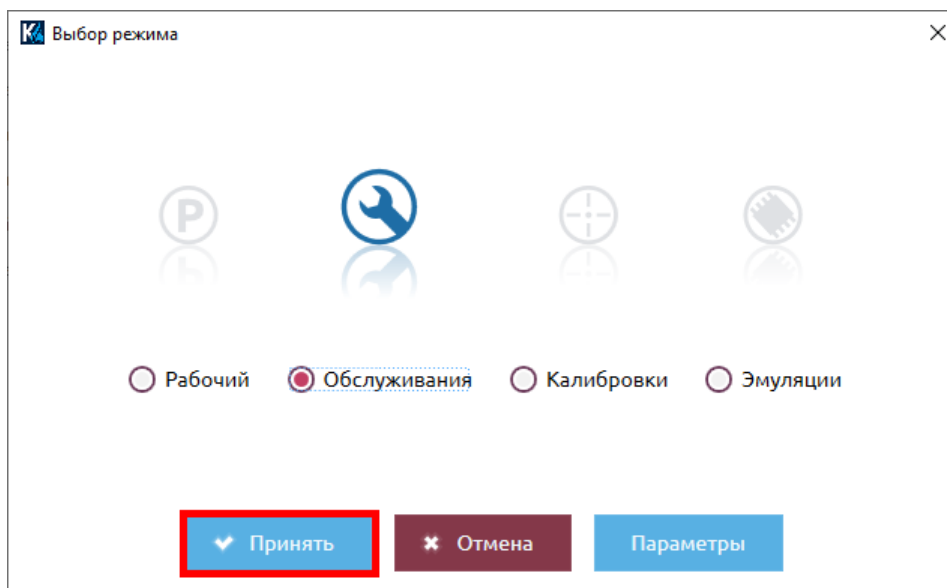 Выбор режима
P
Рабочий Обслуживания Калибровки Эмуляции
Принять Отмена Параметры